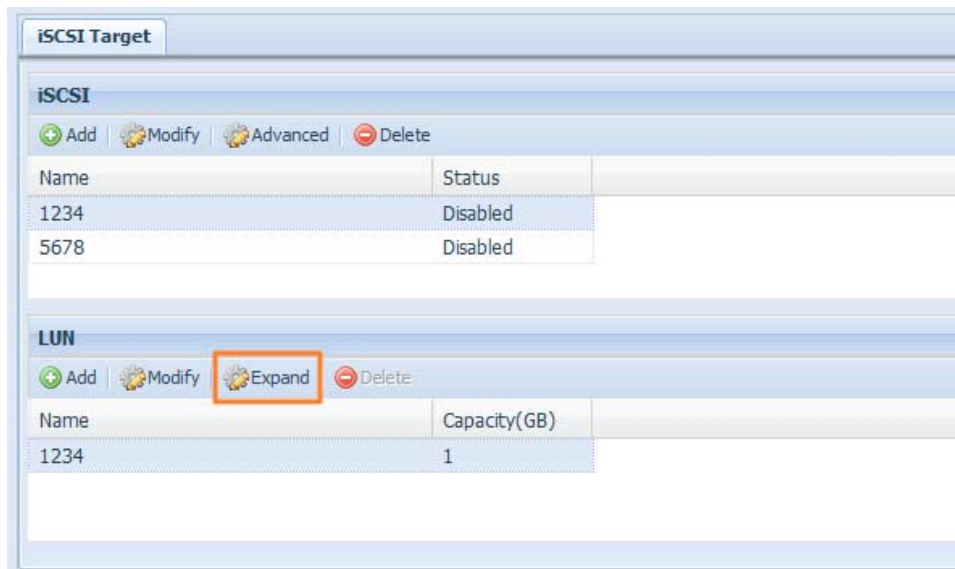 iSCSI Target
iSCSI
Add Modify Advanced Delete
Name Status
1234 Disabled
5678 Disabled
LUN
Add Modify Expand Delete
Name Capacity(GB)
1234 1